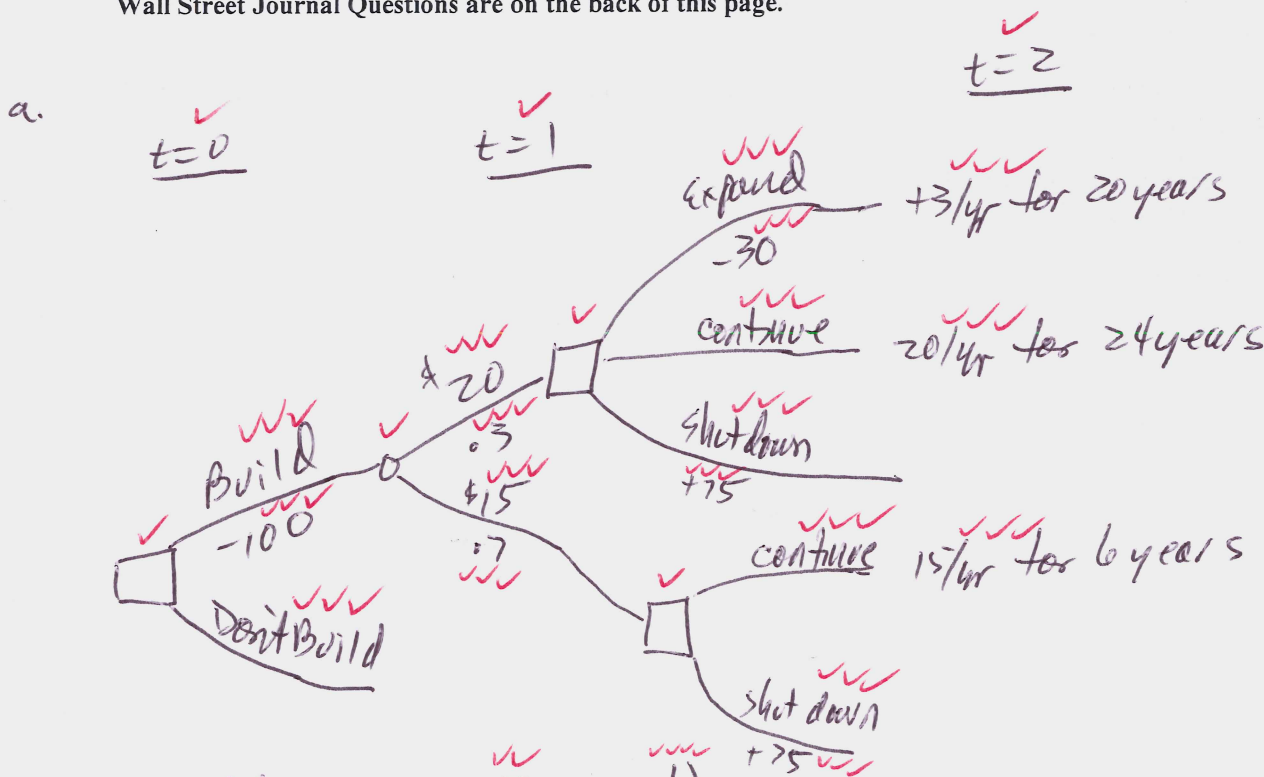 Wall Street Journal Questions are on the back of this page.
t=2
a.
t=0
t=1
Expand
+3/yr for 20 years
-30
continue
20/yr for 24 years
$20
.3
shutdown
+75
Build
-100
$15
.7
continue
15/yr for 6 years
Don't Build
shut down
+75